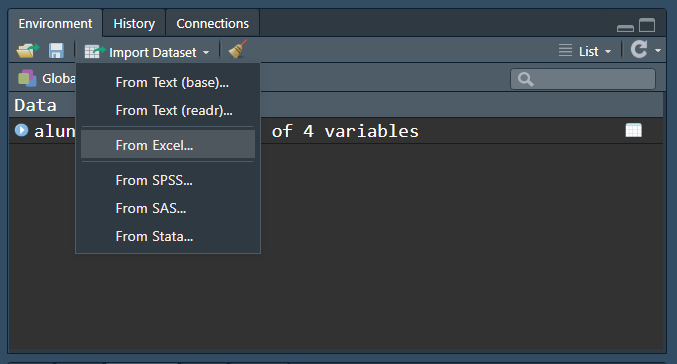 Environment History Connections
Import Dataset List
Globa
From Text (base)...
From Text (readr)...
Data
alun of 4 variables
From Excel...
From SPSS...
From SAS...
From Stata...